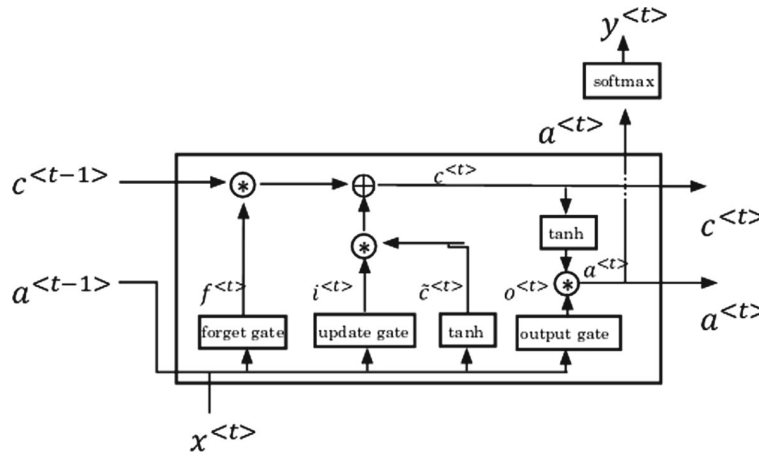 y<t>
softmax
a<t>
c<t-1> c<t> c<t>
tanh
a<t-1> f<t> i<t> c̃<t> o<t> a<t> a<t>
forget gate update gate tanh output gate
x<t>